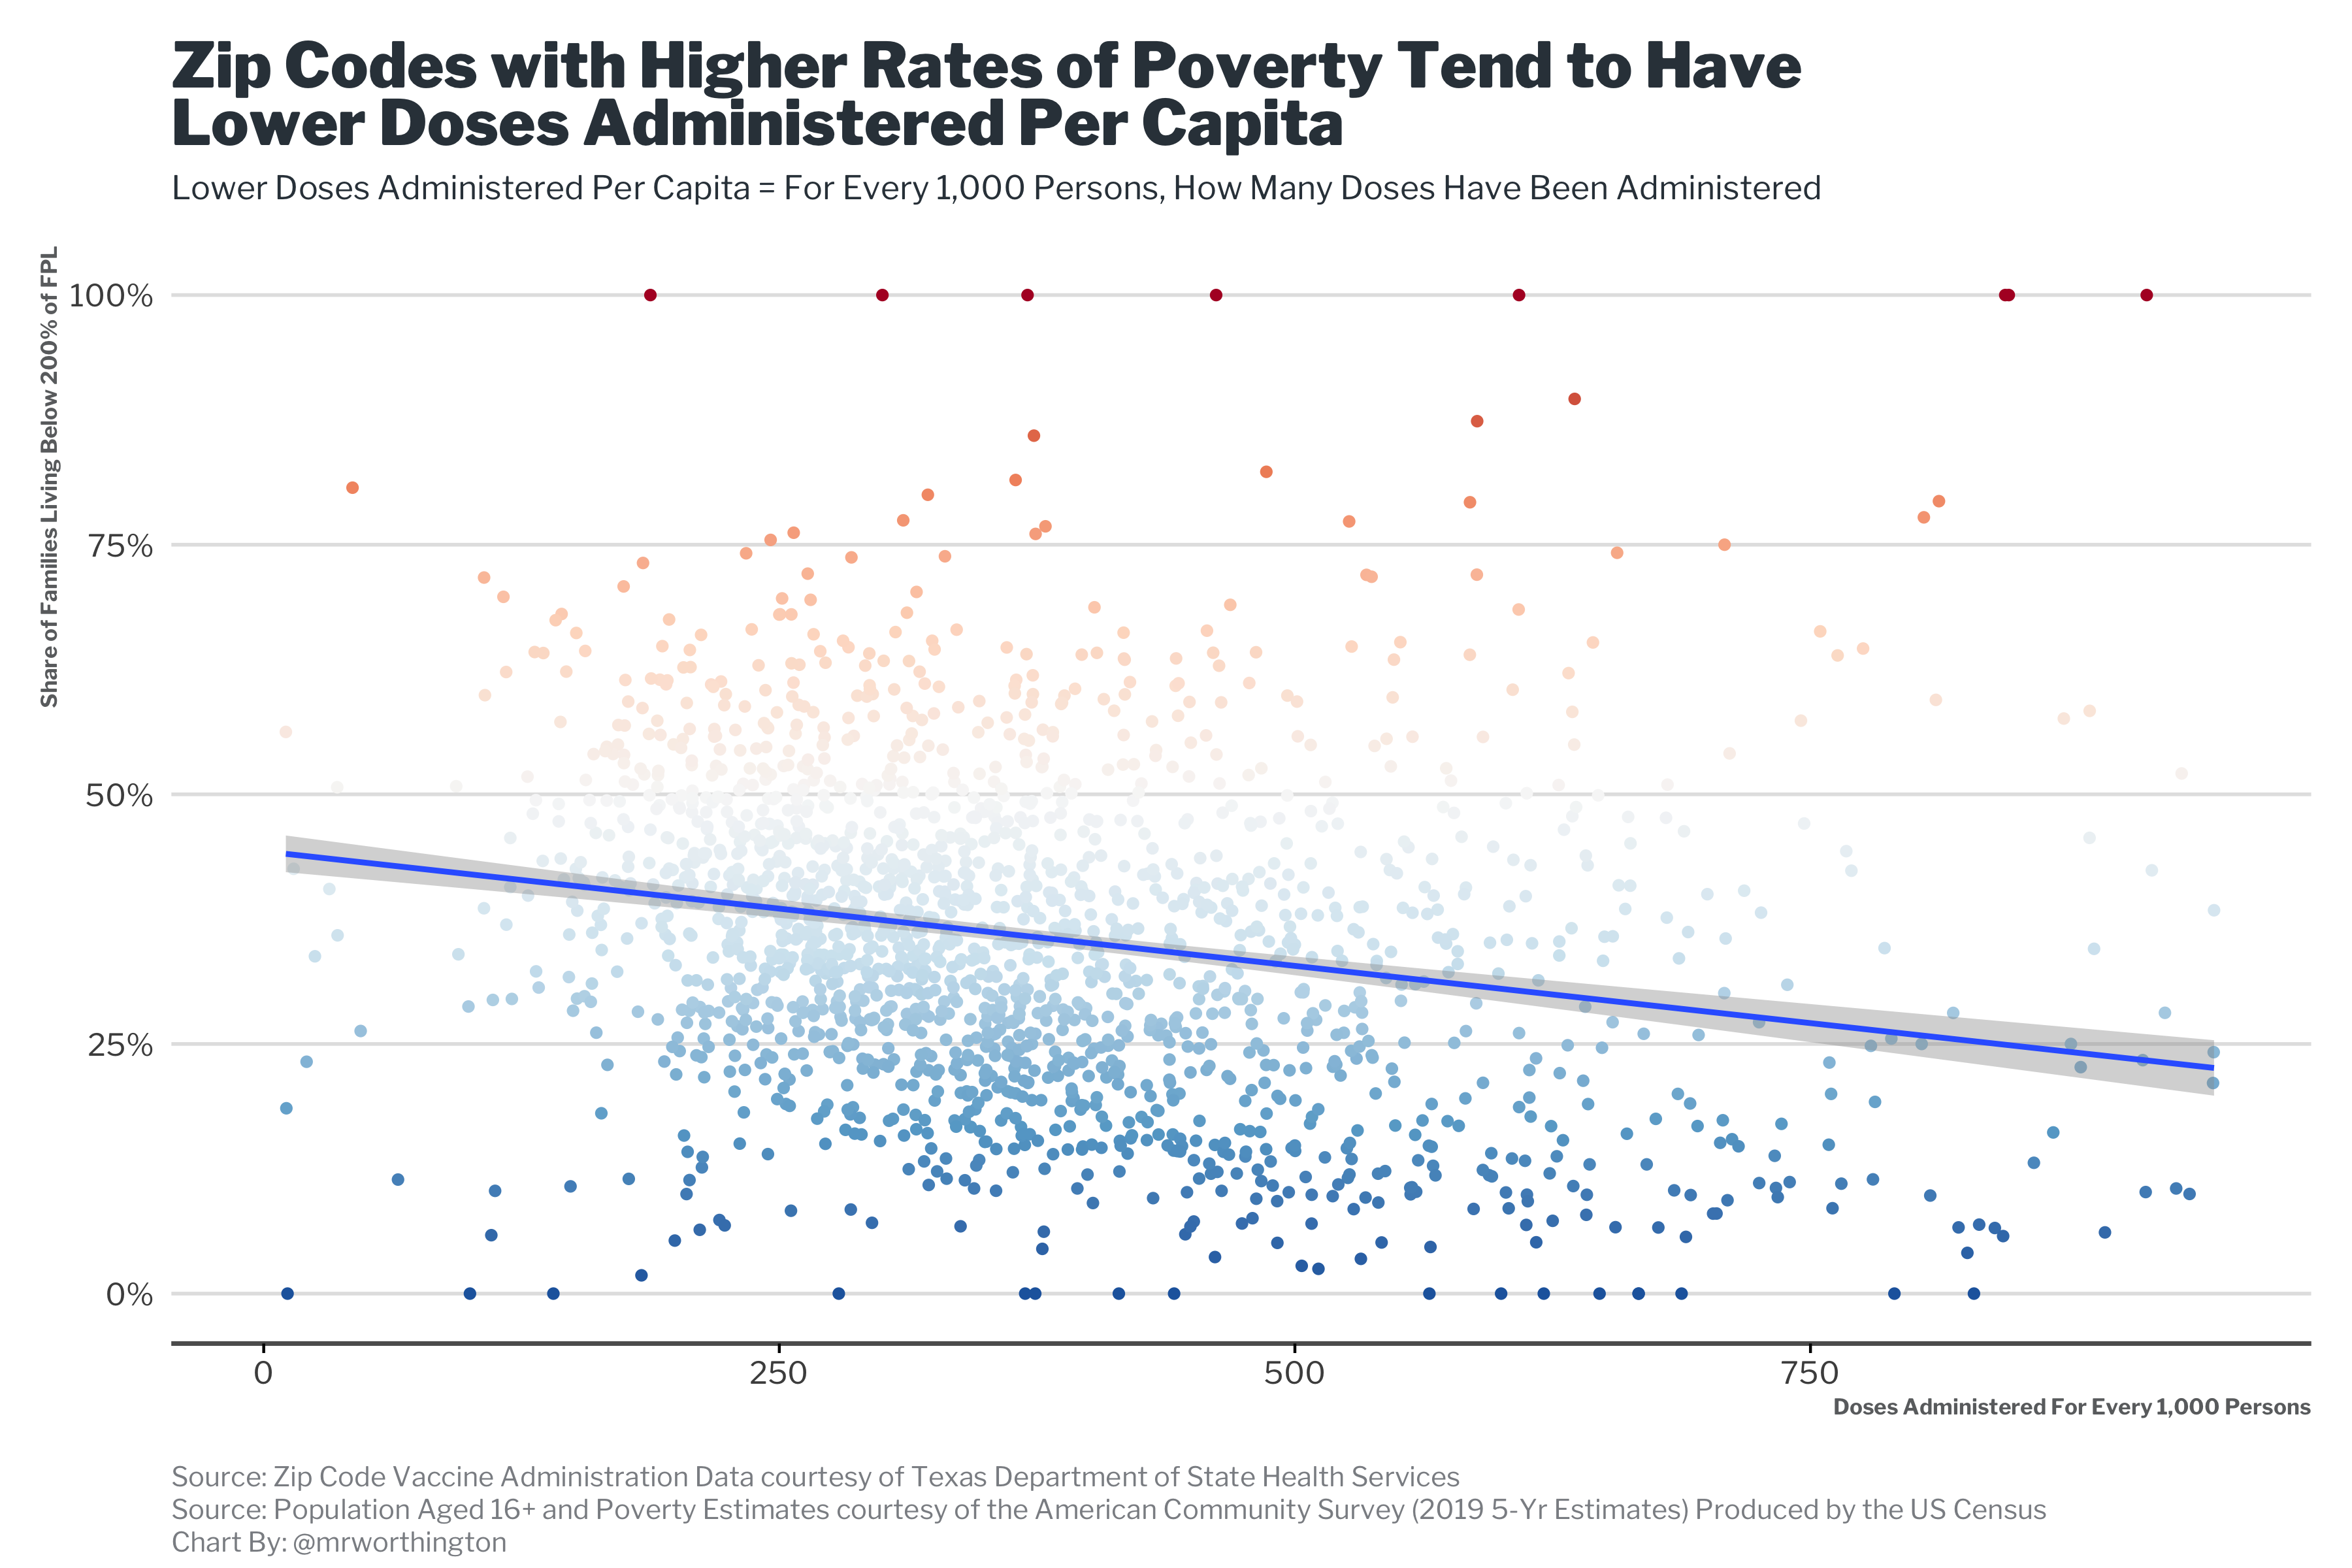 Zip Codes with Higher Rates of Poverty Tend to Have
Lower Doses Administered Per Capita
Lower Doses Administered Per Capita = For Every 1,000 Persons, How Many Doses Have Been Administered
Share of Families Living Below 200% of FPL
100%
75%
50%
25%
0%
0
250
500
750
Doses Administered For Every 1,000 Persons
Source: Zip Code Vaccine Administration Data courtesy of Texas Department of State Health Services
Source: Population Aged 16+ and Poverty Estimates courtesy of the American Community Survey (2019 5-Yr Estimates) Produced by the US Census
Chart By: @mrworthington